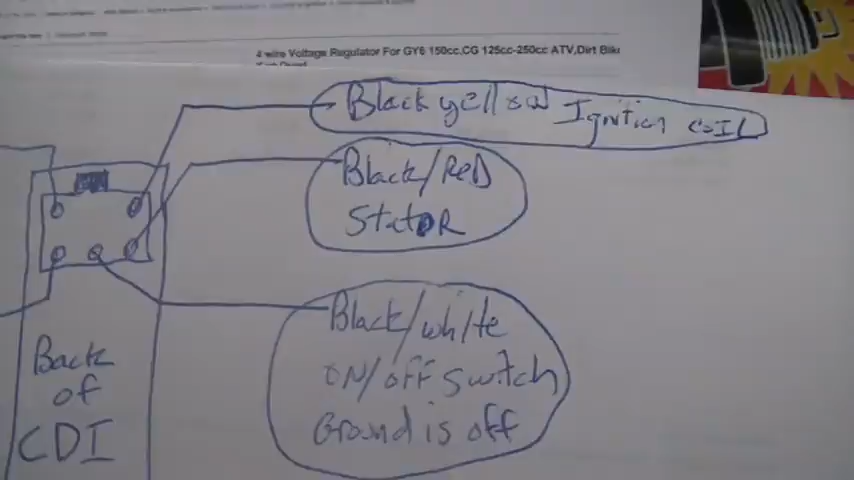 4 wire Voltage Regulator For GY6 150cc,CG 125cc-250cc ATV,Dirt Bike
Black yellow Ignition coil
Black/RED
StatoR
Black/white
ON/OFF switch
Ground is off
Back
of
CDI